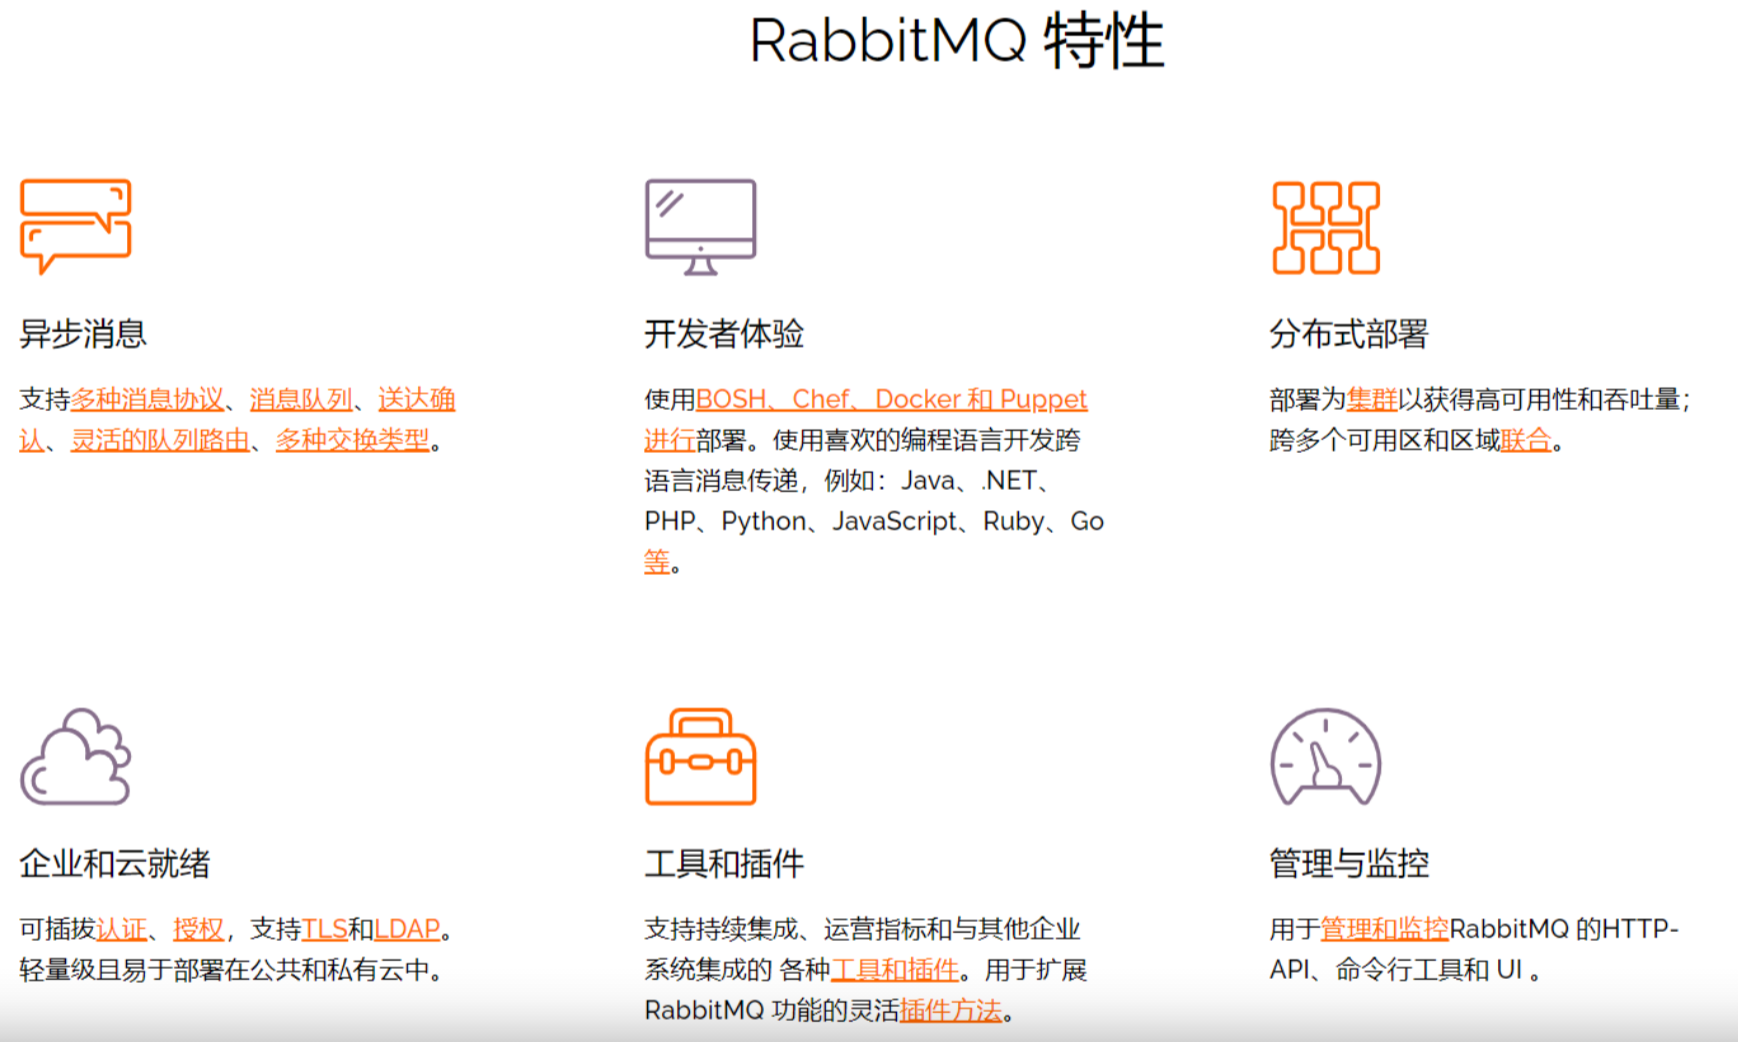 RabbitMQ 特性
异步消息
支持多种消息协议、消息队列、送达确
认、灵活的队列路由、多种交换类型。
开发者体验
使用BOSH、Chef、Docker 和 Puppet
进行部署。使用喜欢的编程语言开发跨
语言消息传递，例如：Java、.NET、
PHP、Python、JavaScript、Ruby、Go
等。
分布式部署
部署为集群以获得高可用性和吞吐量；
跨多个可用区和区域联合。
企业和云就绪
可插拔认证、授权，支持TLS和LDAP。
轻量级且易于部署在公共和私有云中。
工具和插件
支持持续集成、运营指标和与其他企业
系统集成的 各种工具和插件。用于扩展
RabbitMQ 功能的灵活插件方法。
管理与监控
用于管理和监控RabbitMQ 的HTTP-
API、命令行工具和 UI 。